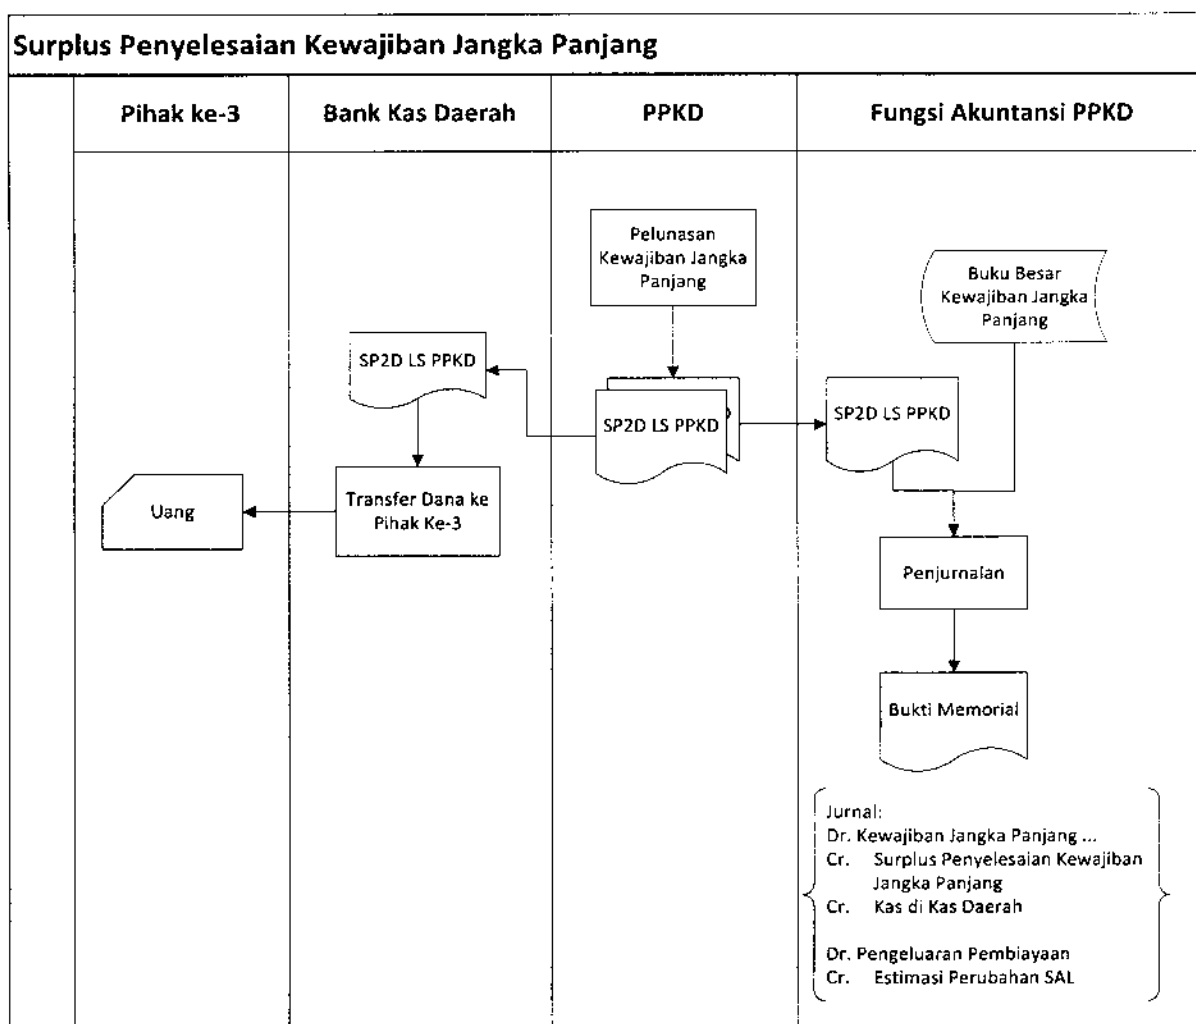 Surplus Penyelesaian Kewajiban Jangka Panjang
Pihak ke-3
Bank Kas Daerah
PPKD
Fungsi Akuntansi PPKD
Pelunasan
Kewajiban Jangka
Panjang
Buku Besar
Kewajiban Jangka
Panjang
SP2D LS PPKD
SP2D LS PPKD
SP2D LS PPKD
Uang
Transfer Dana ke
Pihak Ke-3
Penjurnalan
Bukti Memorial
Jurnal:
Dr. Kewajiban Jangka Panjang ...
Cr. Surplus Penyelesaian Kewajiban
Jangka Panjang
Cr. Kas di Kas Daerah
Dr. Pengeluaran Pembiayaan
Cr. Estimasi Perubahan SAL